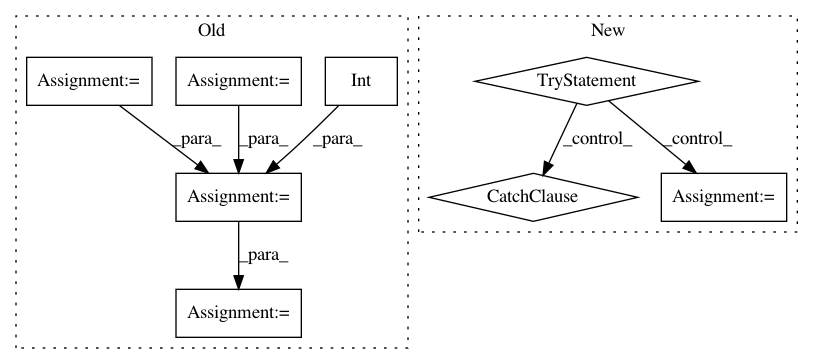 Old
New
Assignment:=
Assignment:=
Int
TryStatement
_para_
_para_
_para_
_control_
_control_
Assignment:=
CatchClause
Assignment:=
_para_
Assignment:=